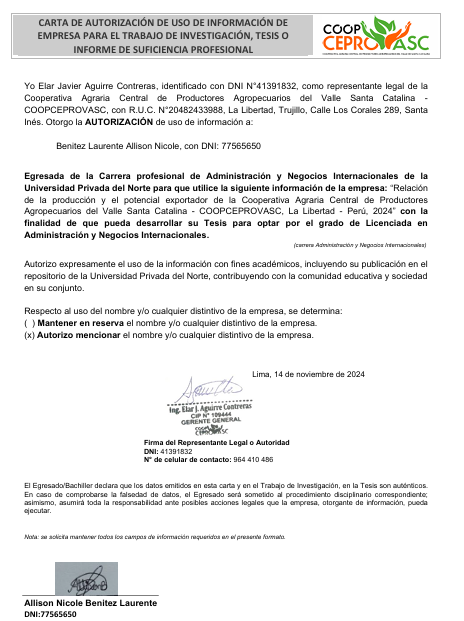 CARTA DE AUTORIZACIÓN DE USO DE INFORMACIÓN DE
EMPRESA PARA EL TRABAJO DE INVESTIGACIÓN, TESIS O
INFORME DE SUFICIENCIA PROFESIONAL
COOP
CEPROVASC
Yo Elar Javier Aguirre Contreras, identificado con DNI N°41391832, como representante legal de la
Cooperativa Agraria Central de Productores Agropecuarios del Valle Santa Catalina -
COOPCEPROVASC, con R.U.C. N°20482433988, La Libertad, Trujillo, Calle Los Corales 289, Santa
Inés. Otorgo la AUTORIZACIÓN de uso de información a:
Benitez Laurente Allison Nicole, con DNI: 77565650
Egresada de la Carrera profesional de Administración y Negocios Internacionales de la
Universidad Privada del Norte para que utilice la siguiente información de la empresa: “Relación
de la producción y el potencial exportador de la Cooperativa Agraria Central de Productores
Agropecuarios del Valle Santa Catalina - COOPCEPROVASC, La Libertad - Perú, 2024” con la
finalidad de que pueda desarrollar su Tesis para optar por el grado de Licenciada en
Administración y Negocios Internacionales.
(carrera Administración y Negocios Internacionales)
Autorizo expresamente el uso de la información con fines académicos, incluyendo su publicación en el
repositorio de la Universidad Privada del Norte, contribuyendo con la comunidad educativa y sociedad
en su conjunto.
Respecto al uso del nombre y/o cualquier distintivo de la empresa, se determina:
( ) Mantener en reserva el nombre y/o cualquier distintivo de la empresa.
(x) Autorizo mencionar el nombre y/o cualquier distintivo de la empresa.
Lima, 14 de noviembre de 2024
Ing. Elar J. Aguirre Contreras
CIP N° 109444
GERENTE GENERAL
CEPROVASC
Firma del Representante Legal o Autoridad
DNI: 41391832
N° de celular de contacto: 964 410 486
El Egresado/Bachiller declara que los datos emitidos en esta carta y en el Trabajo de Investigación, en la Tesis son auténticos.
En caso de comprobarse la falsedad de datos, el Egresado será sometido al procedimiento disciplinario correspondiente;
asimismo, asumirá toda la responsabilidad ante posibles acciones legales que la empresa, otorgante de información, pueda
ejecutar.
Nota: se solicita mantener todos los campos de información requeridos en el presente formato.
Allison Nicole Benitez Laurente
DNI:77565650